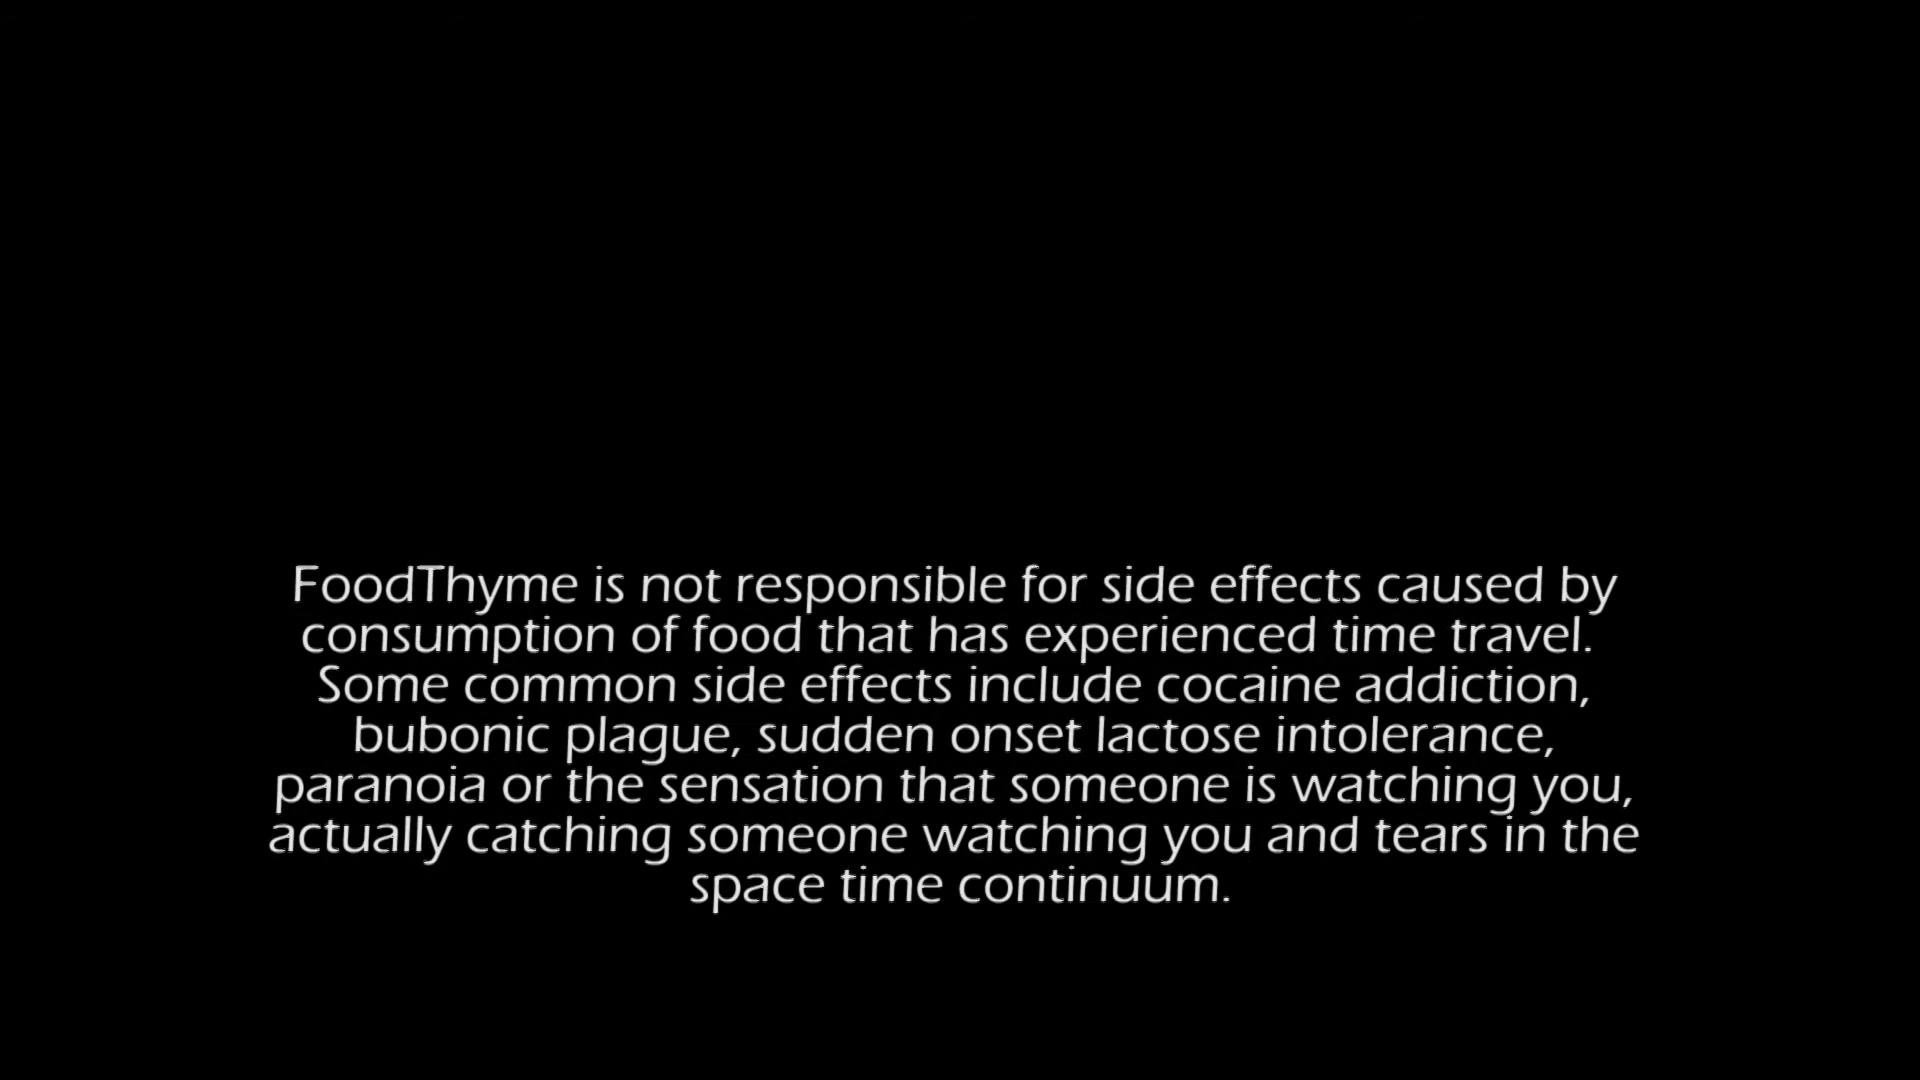 FoodThyme is not responsible for side effects caused by
consumption of food that has experienced time travel.
Some common side effects include cocaine addiction,
bubonic plague, sudden onset lactose intolerance,
paranoia or the sensation that someone is watching you,
actually catching someone watching you and tears in the
space time continuum.